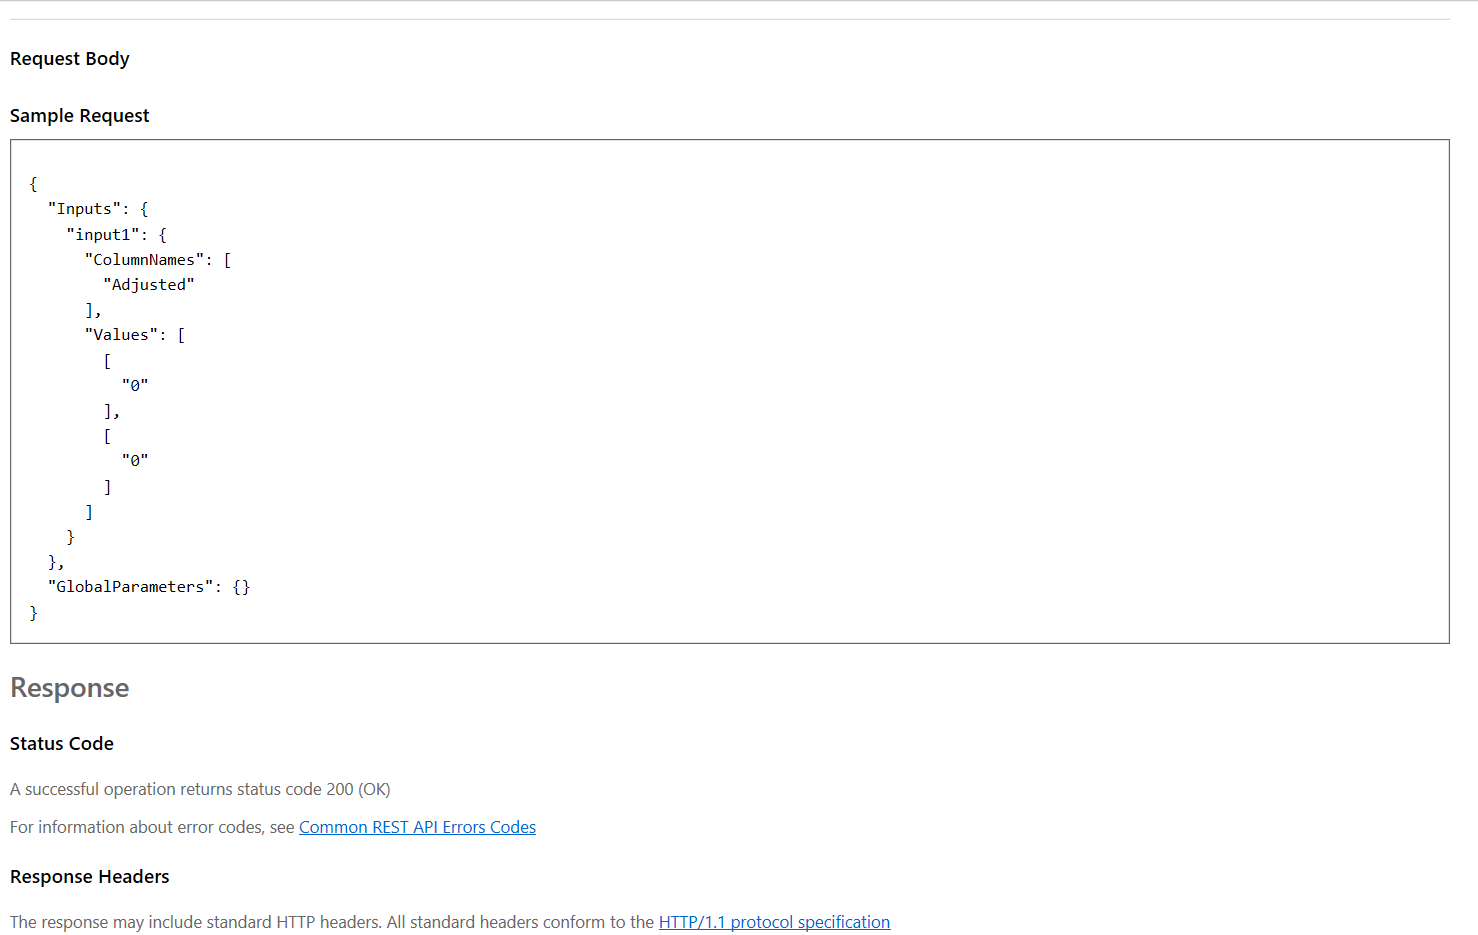 Request Body
Sample Request
{
  "Inputs": {
    "input1": {
      "ColumnNames": [
        "Adjusted"
      ],
      "Values": [
        [
          "0"
        ],
        [
          "0"
        ]
      ]
    }
  },
  "GlobalParameters": {}
}
Response
Status Code
A successful operation returns status code 200 (OK)
For information about error codes, see Common REST API Errors Codes
Response Headers
The response may include standard HTTP headers. All standard headers conform to the HTTP/1.1 protocol specification